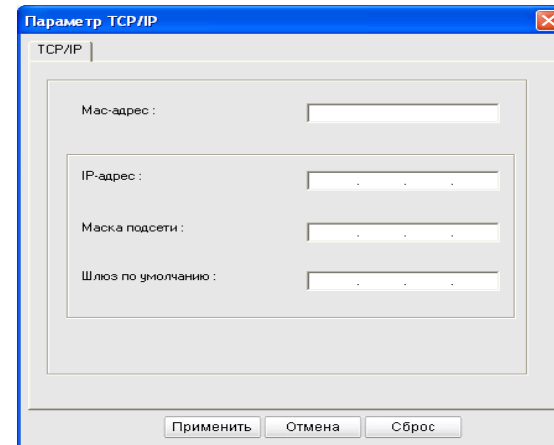 Параметр TCP/IP
TCP/IP
Mac-адрес :
IP-адрес :
. . .
Маска подсети :
. . .
Шлюз по умолчанию :
. . .
Применить Отмена Сброс